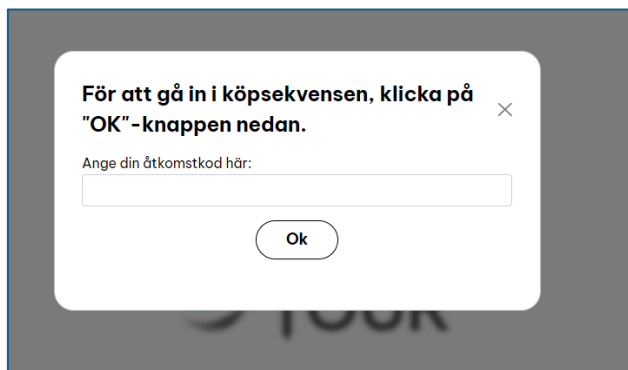 För att gå in i köpsekvensen, klicka på
"OK"-knappen nedan.
Ange din åtkomstkod här:
Ok